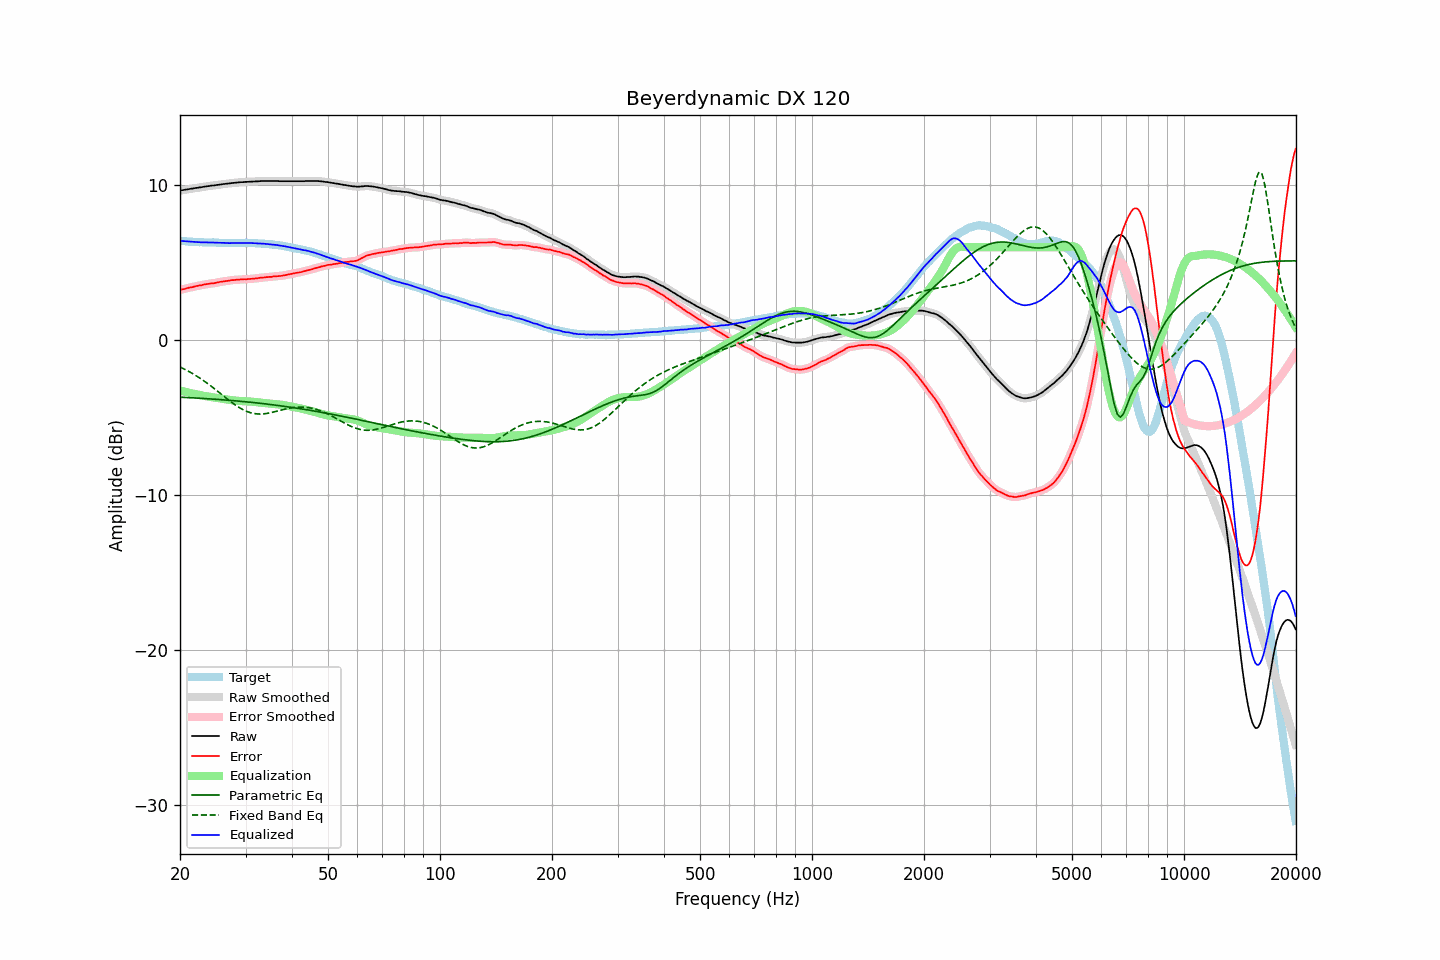 Beyerdynamic DX 120
Amplitude (dBr)
10
0
−10
−20
−30
Target
Raw Smoothed
Error Smoothed
Raw
Error
Equalization
Parametric Eq
Fixed Band Eq
Equalized
20 50 100 200 500 1000 2000 5000 10000 20000
Frequency (Hz)